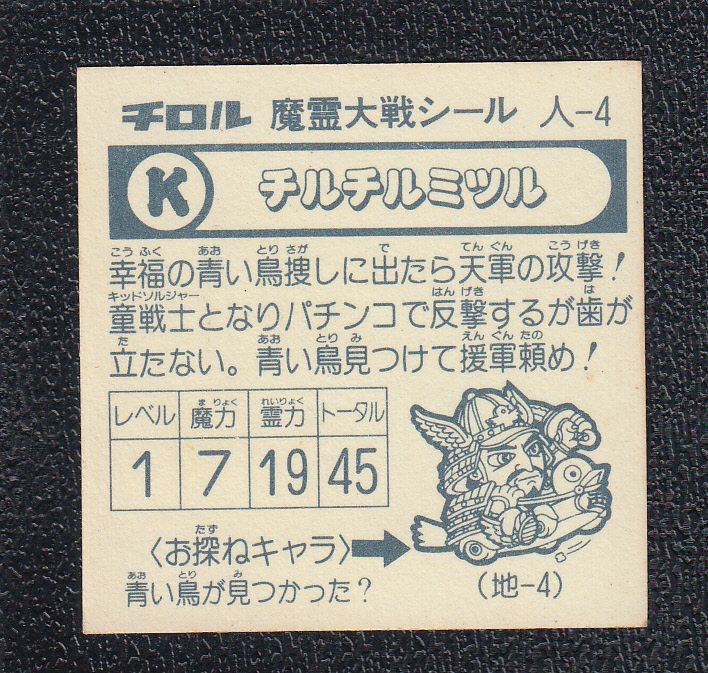 チロル 魔霊大戦シール 人-4
K チルチルミツル
こうふく あお とりさが で てんぐん こうげき
幸福の青い鳥捜しに出たら天軍の攻撃!
キッドソルジャー はんげき は
童戦士となりパチンコで反撃するが歯が
た あお とりみ えんぐんたの
立たない。青い鳥見つけて援軍頼め!
まりょく れいりょく
レベル 魔力 霊力 トータル
1 7 19 45
たず
〈お探ねキャラ〉
あお とり み
青い鳥が見つかった?
(地-4)